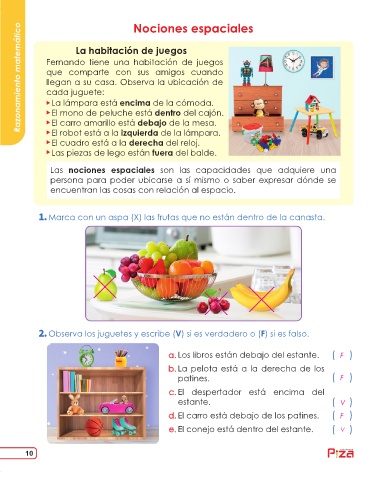 Nociones espaciales
Razonamiento matemático
La habitación de juegos
Fernando tiene una habitación de juegos
que comparte con sus amigos cuando
llegan a su casa. Observa la ubicación de
cada juguete:
▸La lámpara está encima de la cómoda.
▸El mono de peluche está dentro del cajón.
▸El carro amarillo está debajo de la mesa.
▸El robot está a la izquierda de la lámpara.
▸El cuadro está a la derecha del reloj.
▸Las piezas de lego están fuera del balde.
Las nociones espaciales son las capacidades que adquiere una
persona para poder ubicarse a sí mismo o saber expresar dónde se
encuentran las cosas con relación al espacio.
1. Marca con un aspa (X) las frutas que no están dentro de la canasta.
2. Observa los juguetes y escribe (V) si es verdadero o (F) si es falso.
a. Los libros están debajo del estante. ( F )
b. La pelota está a la derecha de los
patines. ( F )
c. El despertador está encima del
estante. ( V )
d. El carro está debajo de los patines. ( F )
e. El conejo está dentro del estante. ( V )
10